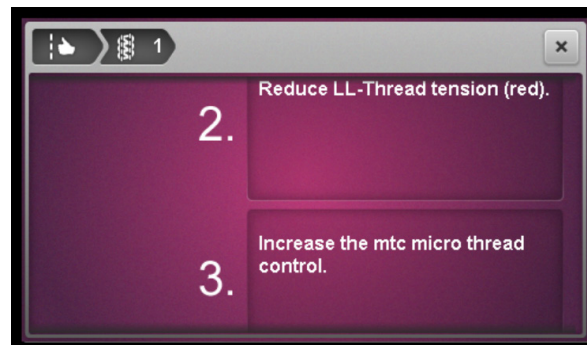 1
Reduce LL-Thread tension (red).
2.
Increase the mtc micro thread
control.
3.